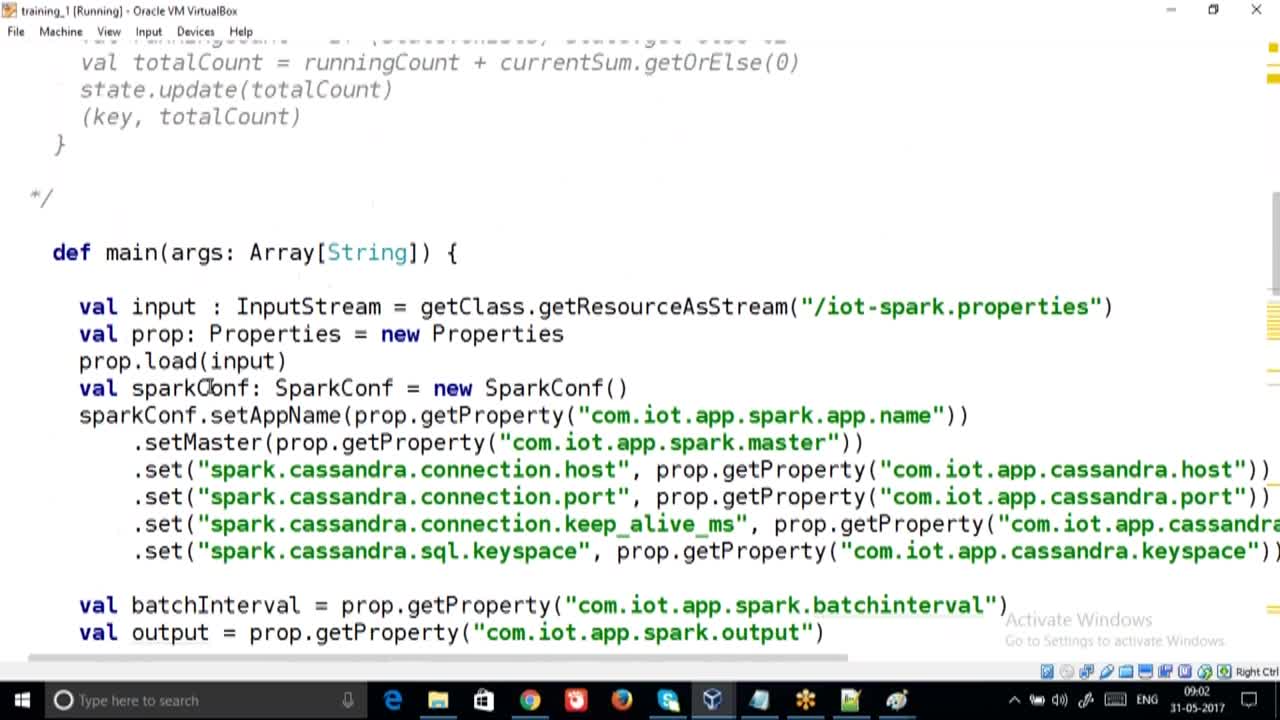 training_1 [Running] - Oracle VM VirtualBox
File Machine View Input Devices Help
val totalCount = runningCount + currentSum.getOrElse(0)
state.update(totalCount)
(key, totalCount)
}
*/
def main(args: Array[String]) {
val input : InputStream = getClass.getResourceAsStream("/iot-spark.properties")
val prop: Properties = new Properties
prop.load(input)
val sparkConf: SparkConf = new SparkConf()
sparkConf.setAppName(prop.getProperty("com.iot.app.spark.app.name"))
.setMaster(prop.getProperty("com.iot.app.spark.master"))
.set("spark.cassandra.connection.host", prop.getProperty("com.iot.app.cassandra.host"))
.set("spark.cassandra.connection.port", prop.getProperty("com.iot.app.cassandra.port"))
.set("spark.cassandra.connection.keep_alive_ms", prop.getProperty("com.iot.app.cassandra
.set("spark.cassandra.sql.keyspace", prop.getProperty("com.iot.app.cassandra.keyspace"))
val batchInterval = prop.getProperty("com.iot.app.spark.batchinterval")
val output = prop.getProperty("com.iot.app.spark.output")
Activate Windows
Go to Settings to activate Windows.
Right Ctrl
Type here to search
ENG
09:02
31-05-2017